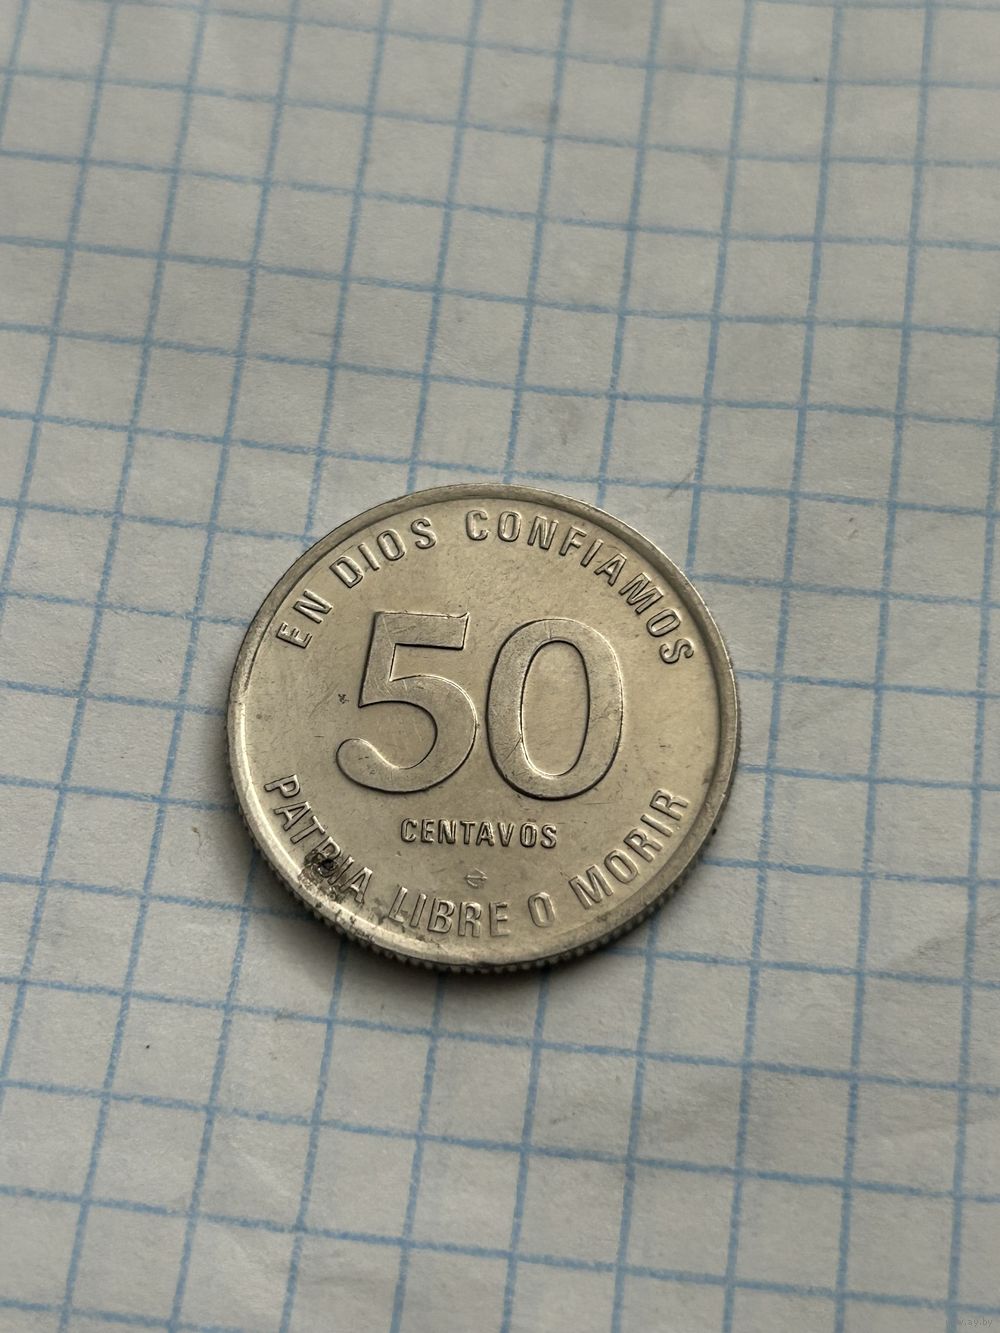 EN DIOS CONFIAMOS
50
CENTAVOS
PATRIA LIBRE O MORIR